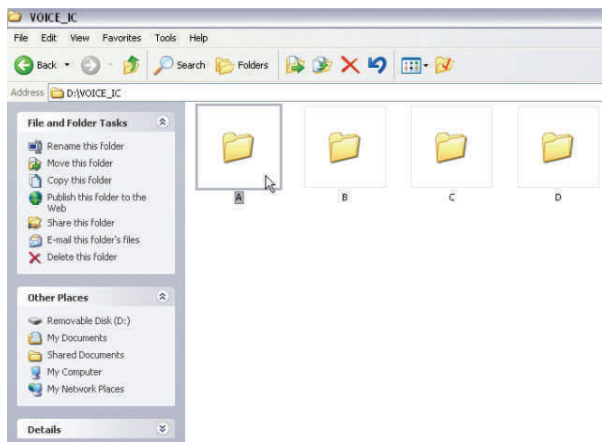 VOICE_IC
File Edit View Favorites Tools Help
Back Search Folders
Address D:\VOICE_IC
File and Folder Tasks
Rename this folder
Move this folder
Copy this folder
Publish this folder to the
Web
Share this folder
E-mail this folder's files
Delete this folder
A B C D
Other Places
Removable Disk (D:)
My Documents
Shared Documents
My Computer
My Network Places
Details